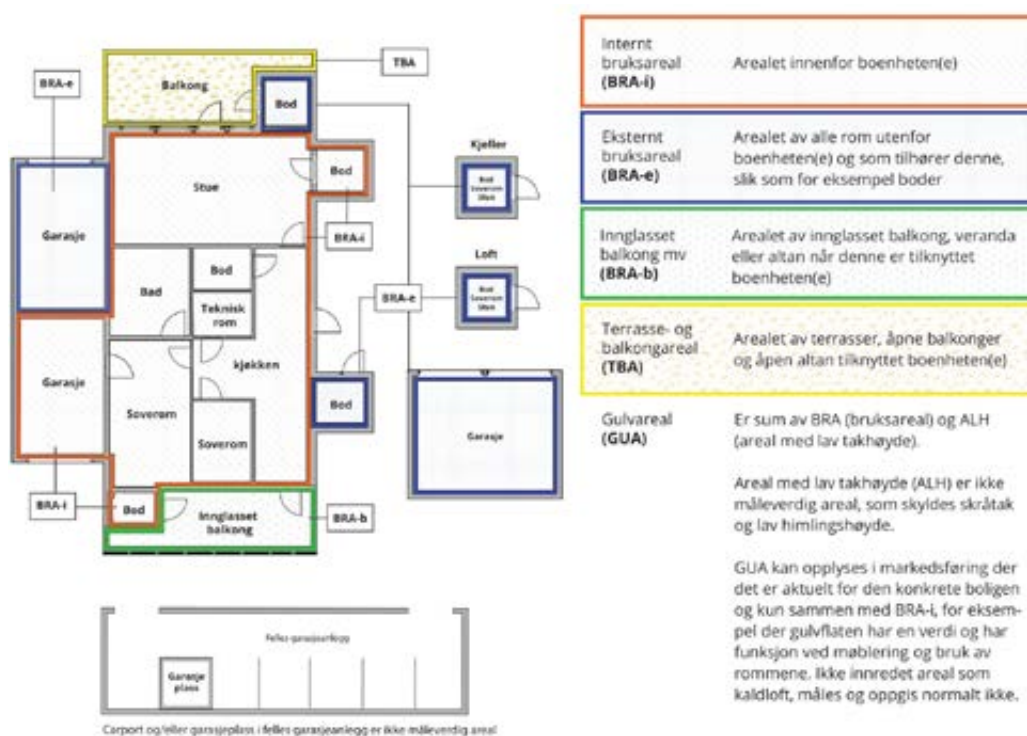 TBA
BRA-e
Balkong
Bod
Kjeller
Stue
Bod
Bod
Soverom
BRA-i
Garasje
Loft
Bod
Bad
Bod
Soverom
Teknisk
rom
BRA-e
kjøkken
Garasje
Soverom
Bod
Garasje
Soverom
BRA-i
Bod
Innglasset
balkong
BRA-b
Felles garasjeanlegg
Garasje
plass
Carport og/eller garasjeplass i felles garasjeanlegg er ikke måleverdig areal
Internt
bruksareal
(BRA-i)
Arealet innenfor boenheten(e)
Eksternt
bruksareal
(BRA-e)
Arealet av alle rom utenfor
boenheten(e) og som tilhører denne,
slik som for eksempel boder
Innglasset
balkong mv
(BRA-b)
Arealet av innglasset balkong, veranda
eller altan når denne er tilknyttet
boenheten(e)
Terrasse- og
balkongareal
(TBA)
Arealet av terrasser, åpne balkonger
og åpen altan tilknyttet boenheten(e)
Gulvareal
(GUA)
Er sum av BRA (bruksareal) og ALH
(areal med lav takhøyde).
Areal med lav takhøyde (ALH) er ikke
måleverdig areal, som skyldes skråtak
og lav himlingshøyde.
GUA kan opplyses i markedsføring der
det er aktuelt for den konkrete boligen
og kun sammen med BRA-i, for eksem-
pel der gulvflaten har en verdi og har
funksjon ved møblering og bruk av
rommene. Ikke innredet areal som
kaldloft, måles og oppgis normalt ikke.